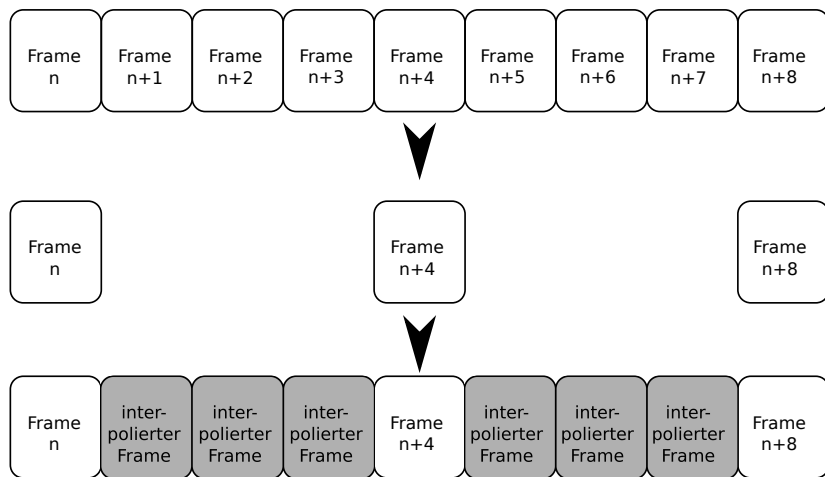 Frame
n
Frame
n+1
Frame
n+2
Frame
n+3
Frame
n+4
Frame
n+5
Frame
n+6
Frame
n+7
Frame
n+8
Frame
n
Frame
n+4
Frame
n+8
Frame
n
inter-
polierter
Frame
inter-
polierter
Frame
inter-
polierter
Frame
Frame
n+4
inter-
polierter
Frame
inter-
polierter
Frame
inter-
polierter
Frame
Frame
n+8